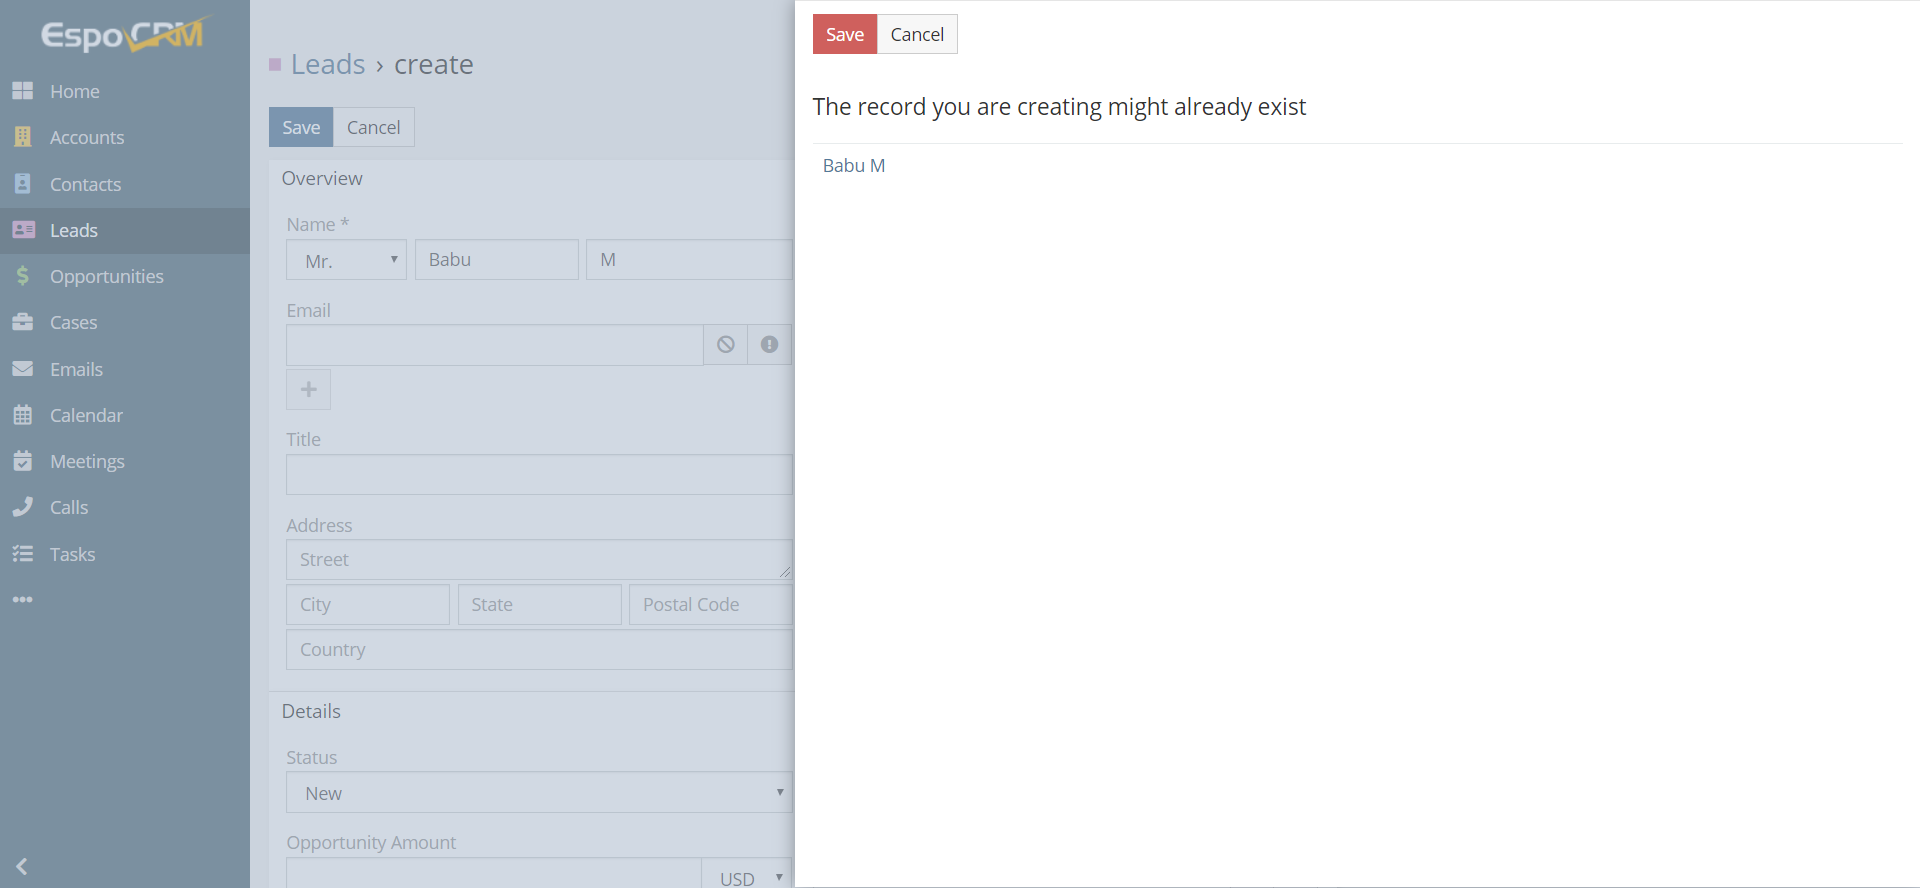 EspoCRM
Home
Accounts
Contacts
Leads
Opportunities
Cases
Emails
Calendar
Meetings
Calls
Tasks
Leads › create
Save Cancel
Overview
Name *
Mr. Babu M
Email
Title
Address
Street
City State Postal Code
Country
Details
Status
New
Opportunity Amount
USD
Save Cancel
The record you are creating might already exist
Babu M